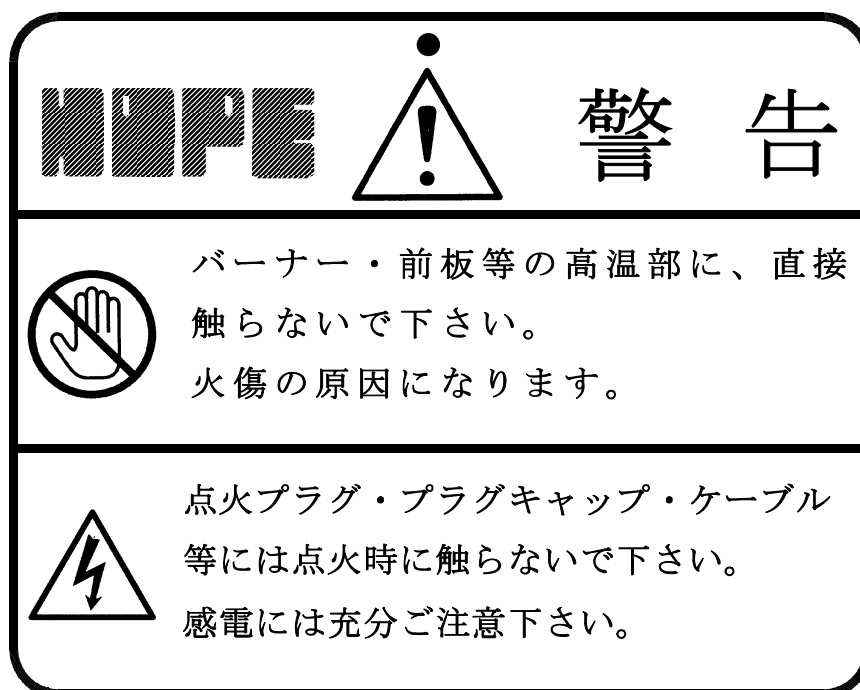 HOPE 警告
バーナー・前板等の高温部に、直接
触らないで下さい。
火傷の原因になります。
点火プラグ・プラグキャップ・ケーブル
等には点火時に触らないで下さい。
感電には充分ご注意下さい。